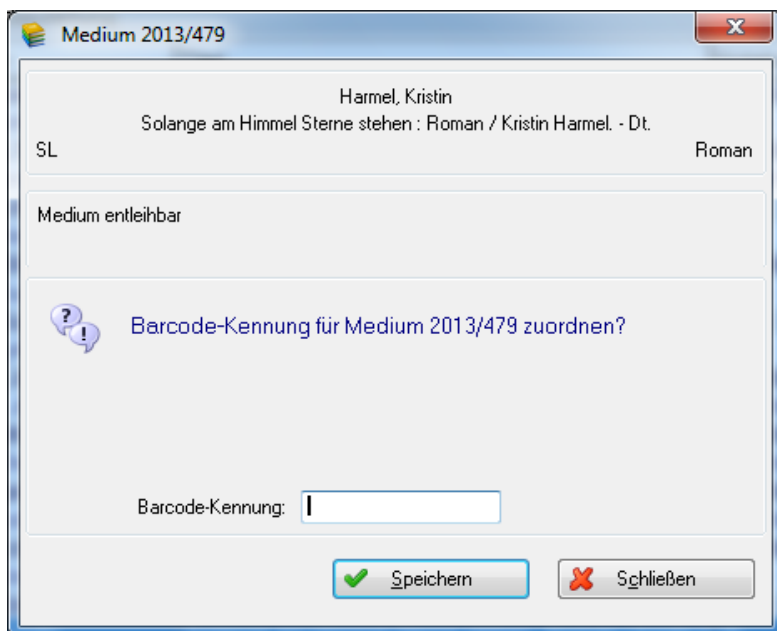 Medium 2013/479
Harmel, Kristin
Solange am Himmel Sterne stehen : Roman / Kristin Harmel. - Dt.
SL Roman
Medium entleihbar
Barcode-Kennung für Medium 2013/479 zuordnen?
Barcode-Kennung:
Speichern Schließen